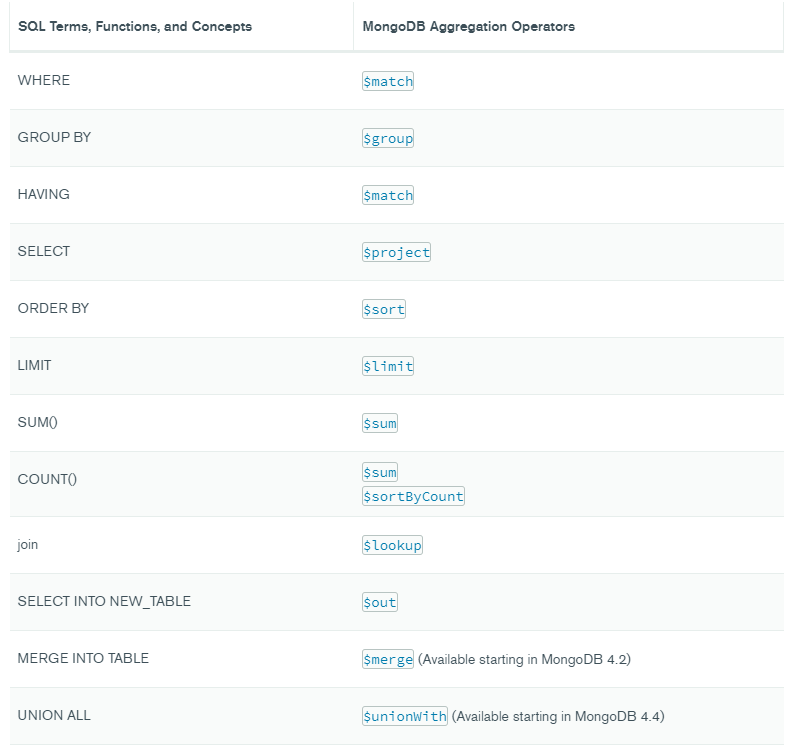 SQL Terms, Functions, and Concepts MongoDB Aggregation Operators
WHERE $match
GROUP BY $group
HAVING $match
SELECT $project
ORDER BY $sort
LIMIT $limit
SUM() $sum
COUNT() $sum
$sortByCount
join $lookup
SELECT INTO NEW_TABLE $out
MERGE INTO TABLE $merge (Available starting in MongoDB 4.2)
UNION ALL $unionWith (Available starting in MongoDB 4.4)